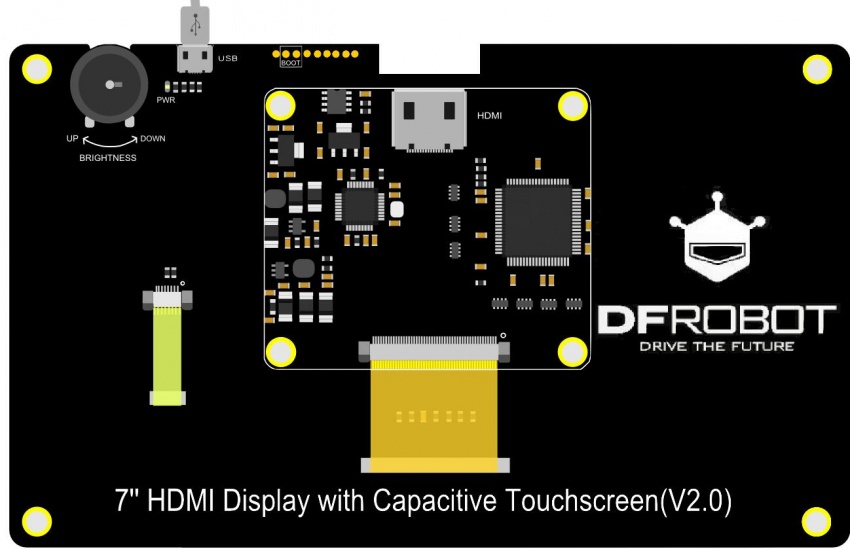 USB
BOOT
PWR
HDMI
UP DOWN
BRIGHTNESS
DFROBOT
DRIVE THE FUTURE
7" HDMI Display with Capacitive Touchscreen(V2.0)